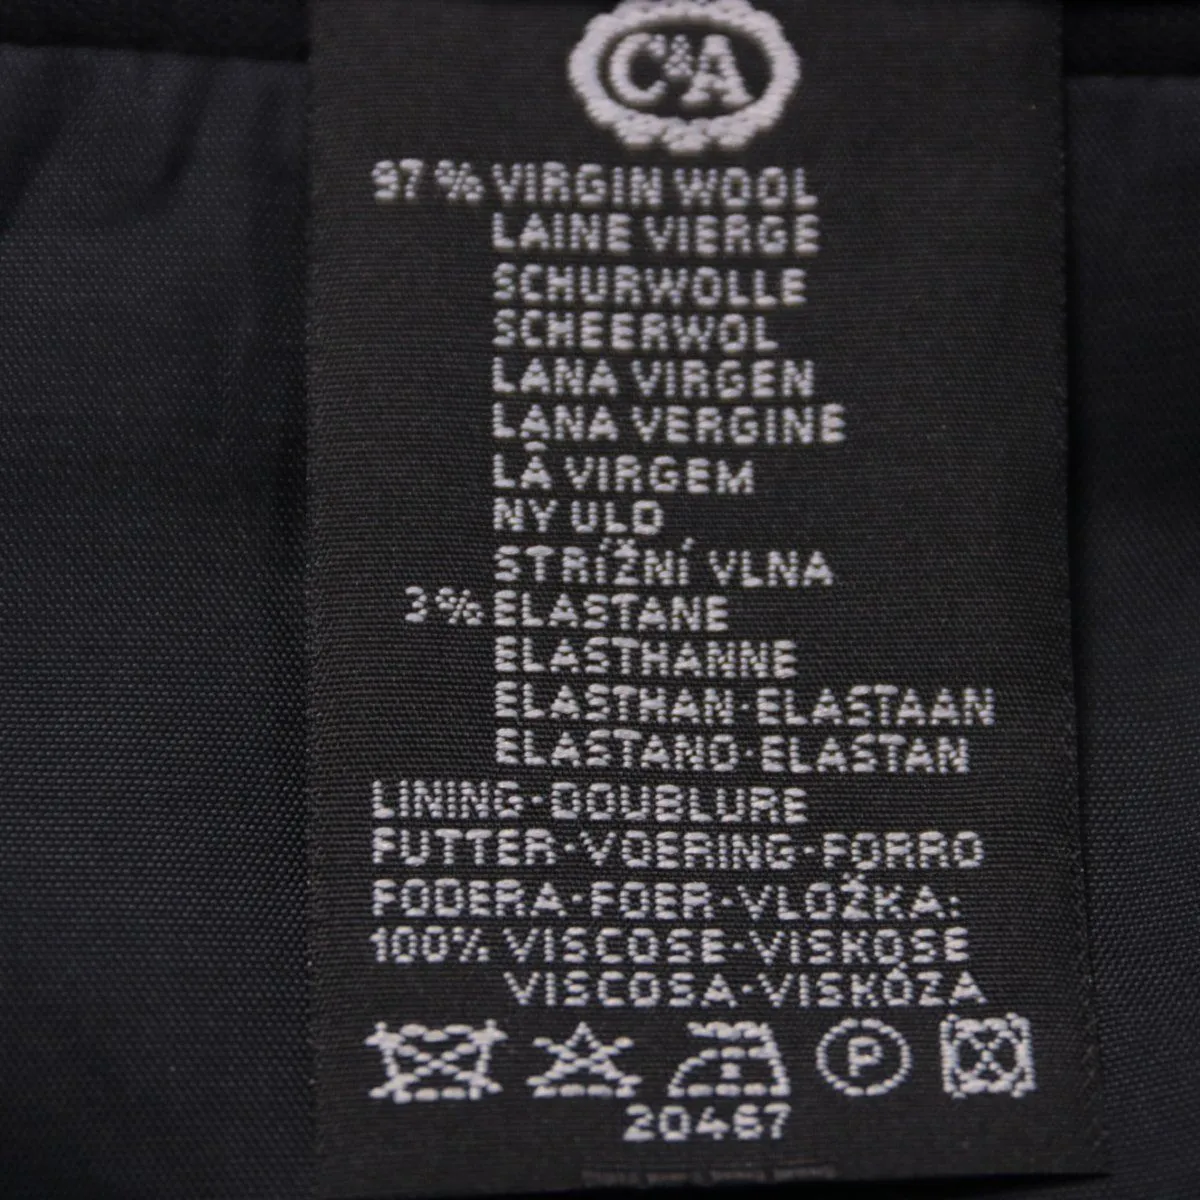 C&A
97% VIRGIN WOOL
LAINE VIERGE
SCHURWOLLE
SCHEERWOL
LANA VIRGEN
LANA VERGINE
LÃ VIRGEM
NY ULD
STRÍŽNÍ VLNA
3% ELASTANE
ELASTHANNE
ELASTHAN·ELASTAAN
ELASTANO·ELASTAN
LINING·DOUBLURE
FUTTER·VOERING·FORRO
FODERA·FOER·VLOŽKA:
100% VISCOSE·VISKOSE
VISCOSA·VISKÓZA
P
20467